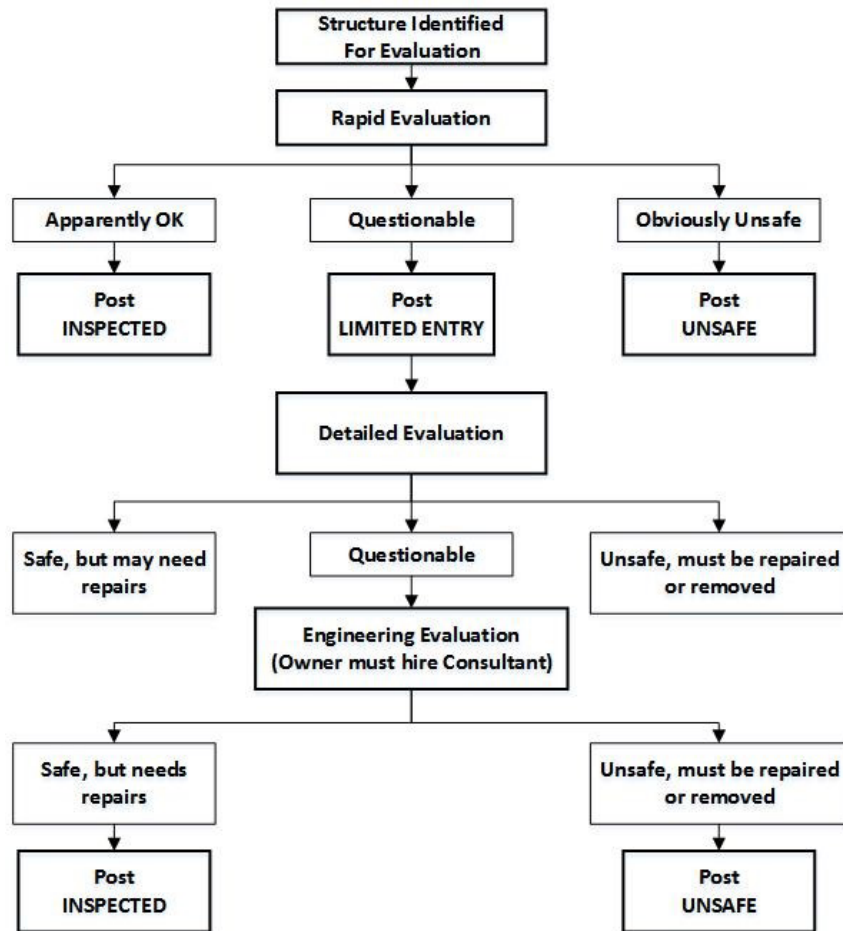 Structure Identified
For Evaluation
Rapid Evaluation
Apparently OK
Questionable
Obviously Unsafe
Post
INSPECTED
Post
LIMITED ENTRY
Post
UNSAFE
Detailed Evaluation
Safe, but may need
repairs
Questionable
Unsafe, must be repaired
or removed
Engineering Evaluation
(Owner must hire Consultant)
Safe, but needs
repairs
Unsafe, must be repaired
or removed
Post
INSPECTED
Post
UNSAFE